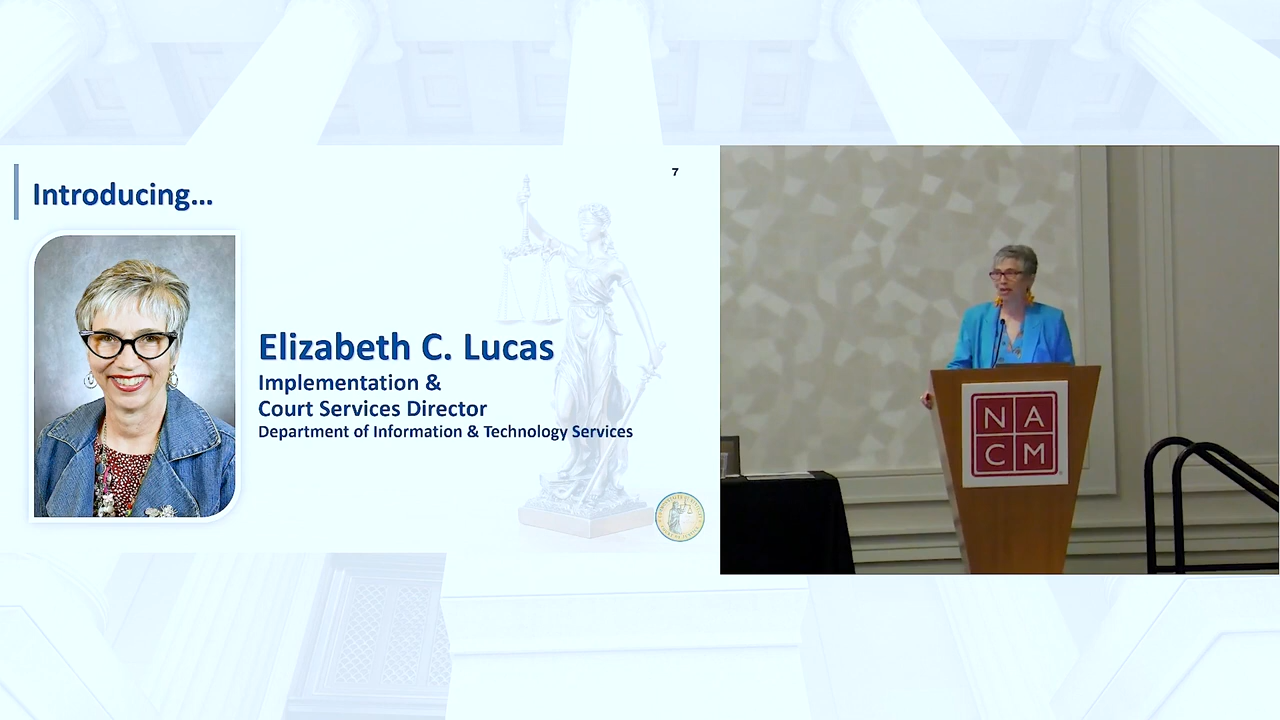 Introducing...
7
Elizabeth C. Lucas
Implementation &
Court Services Director
Department of Information & Technology Services
N A
C M